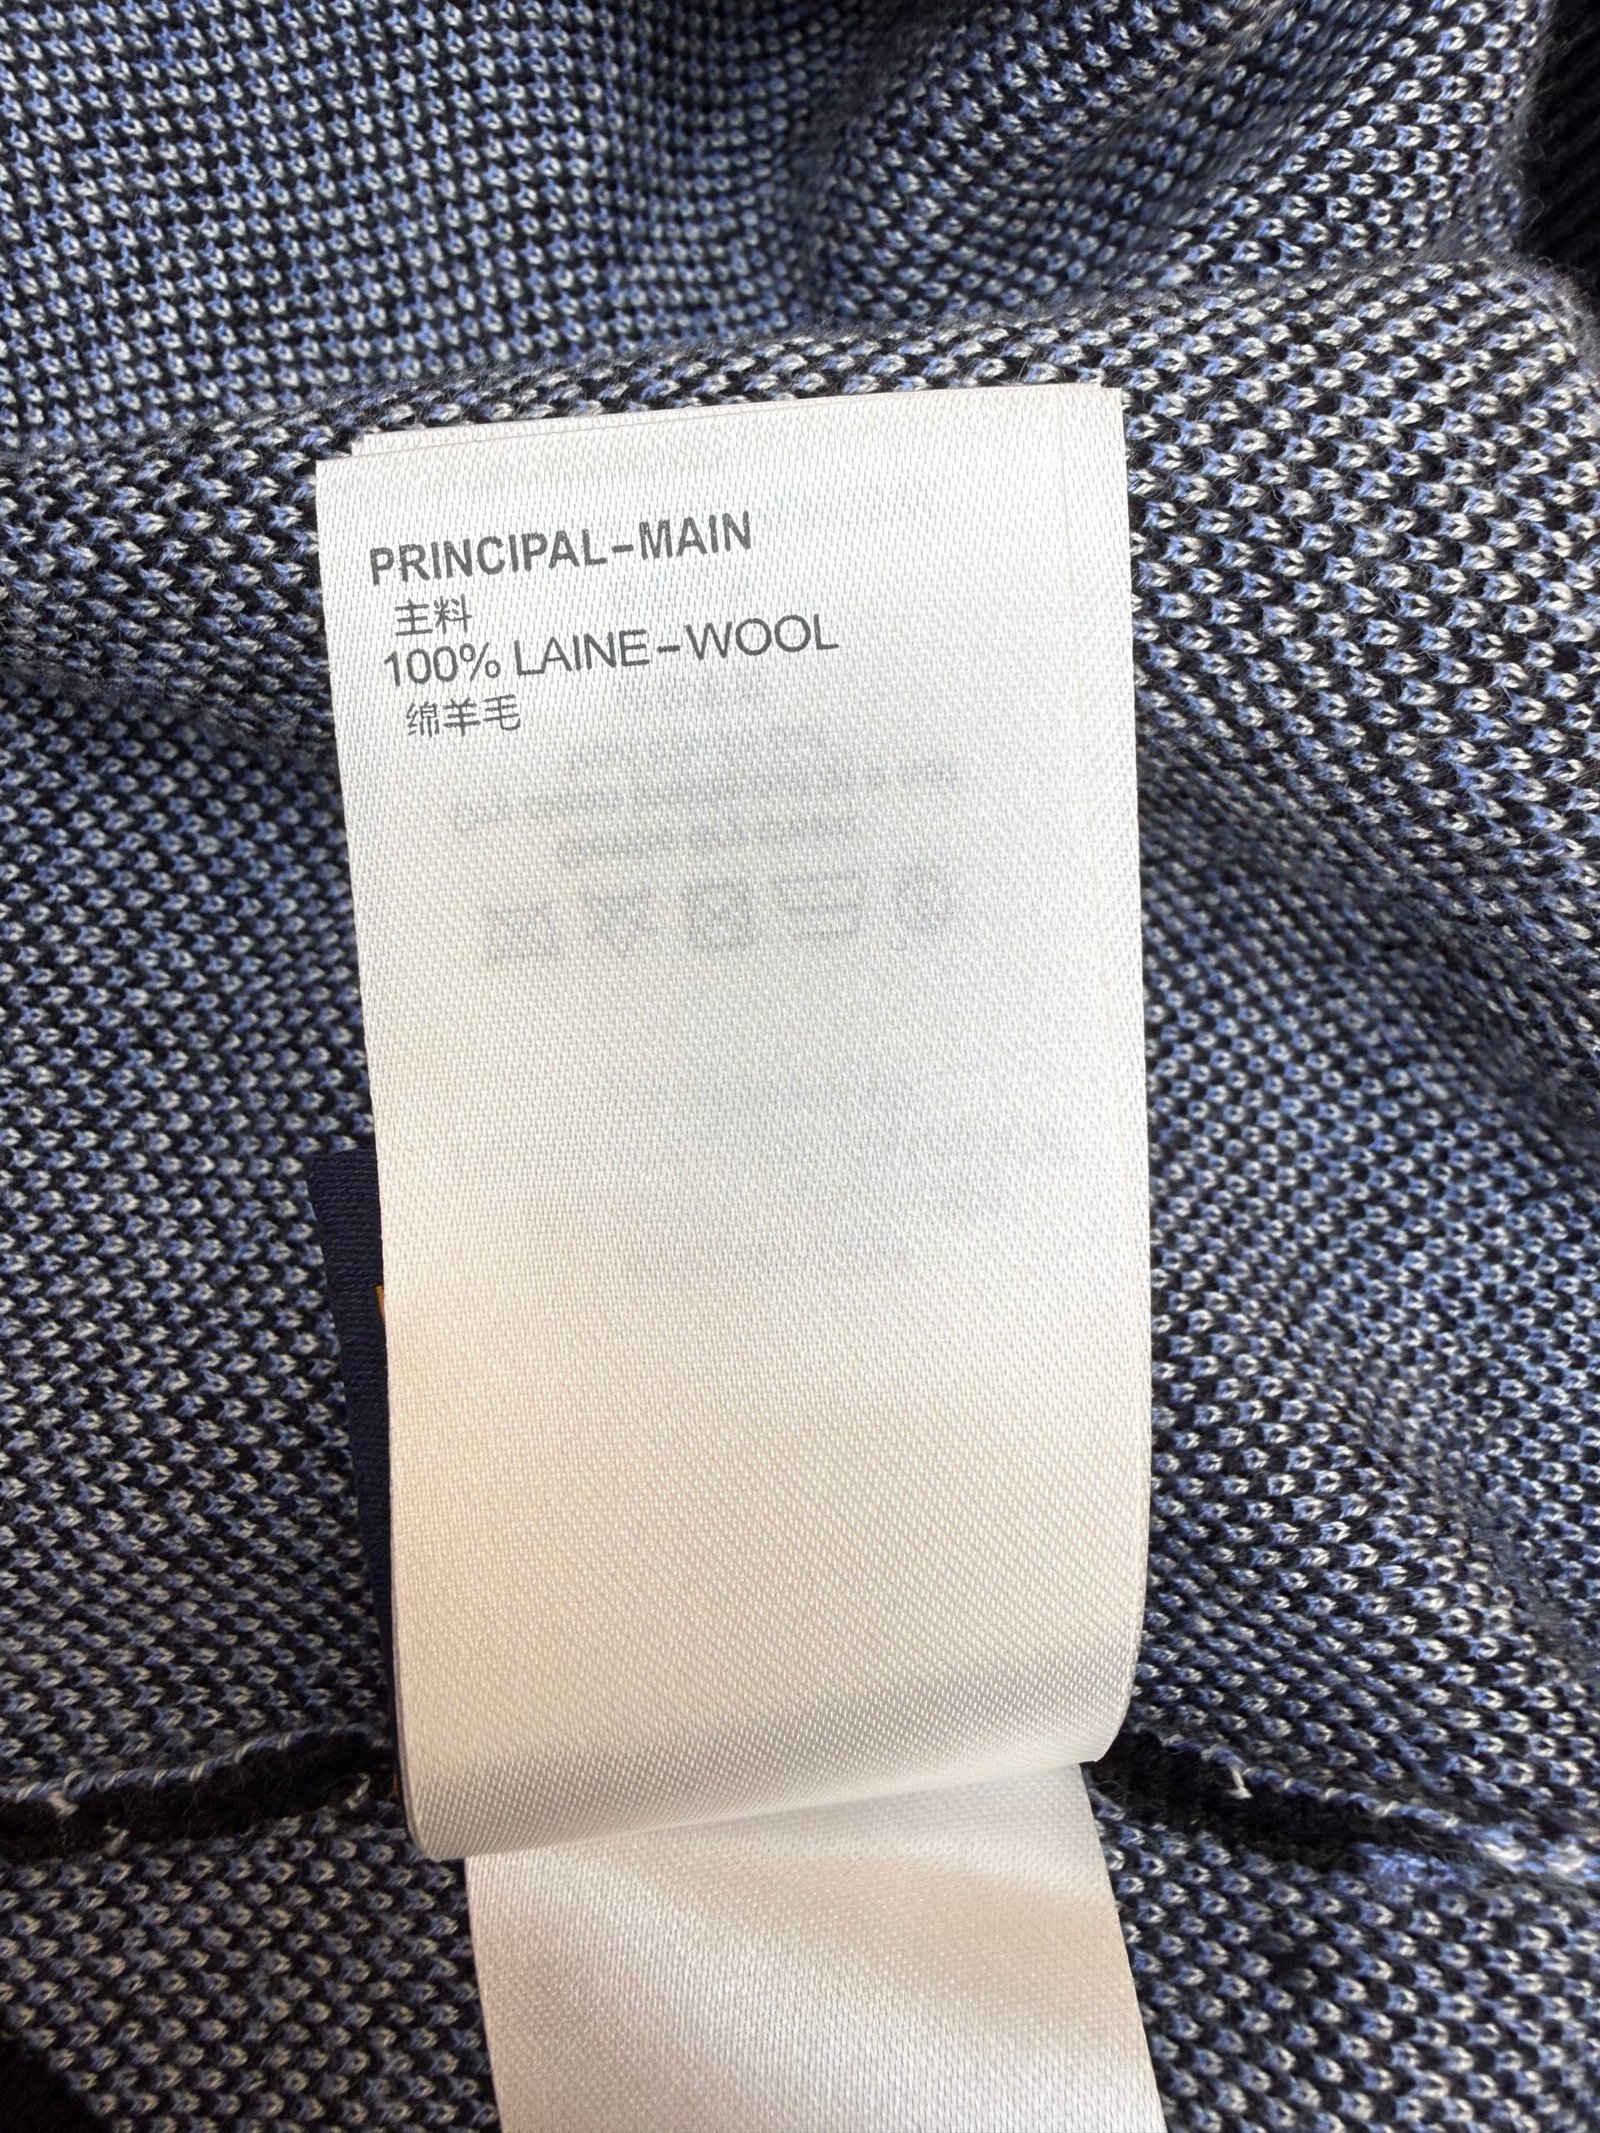 PRINCIPAL-MAIN
主料
100% LAINE-WOOL
绵羊毛